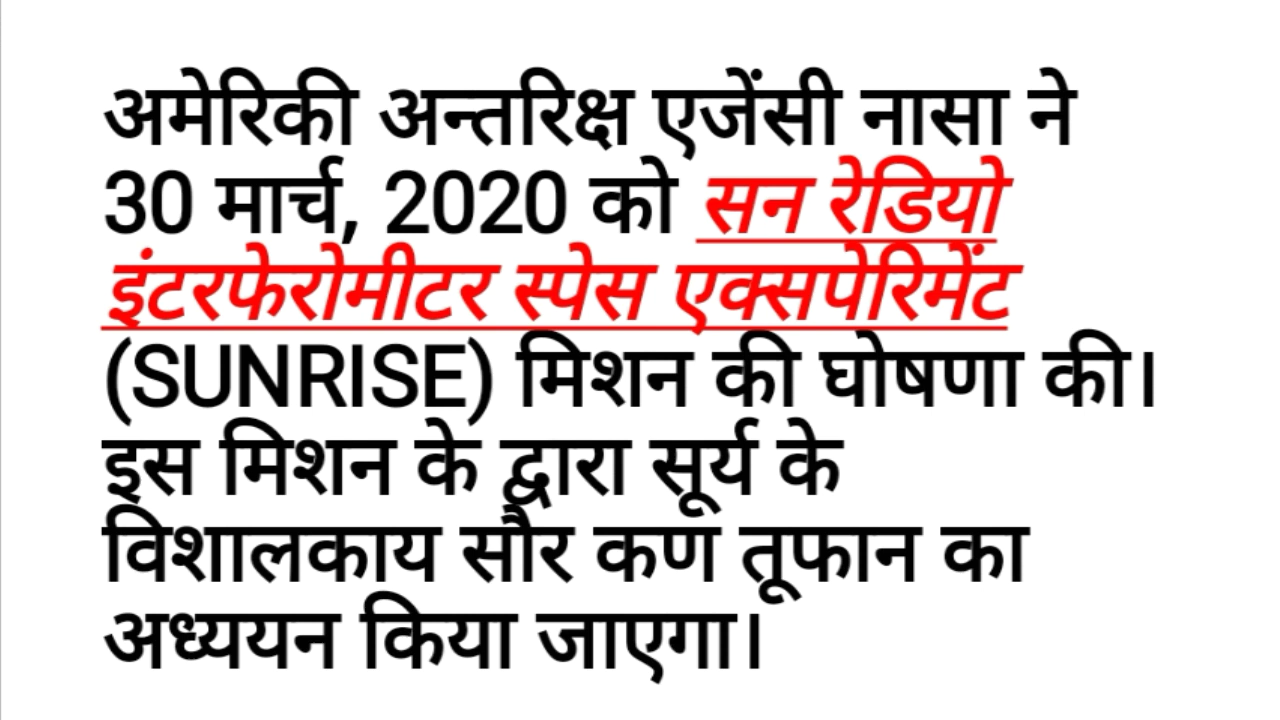 अमेरिकी अन्तरिक्ष एजेंसी नासा ने
30 मार्च, 2020 को सन रेडियो
इंटरफेरोमीटर स्पेस एक्सपेरिमेंट
(SUNRISE) मिशन की घोषणा की।
इस मिशन के द्वारा सूर्य के
विशालकाय सौर कण तूफान का
अध्ययन किया जाएगा।